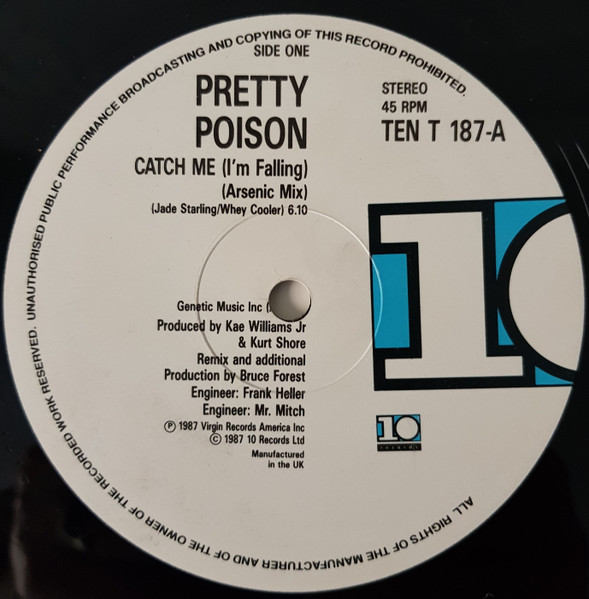 UNAUTHORISED PUBLIC PERFORMANCE BROADCASTING AND COPYING OF THIS RECORD PROHIBITED.
SIDE ONE
PRETTY
POISON
CATCH ME (I'm Falling)
(Arsenic Mix)
(Jade Starling/Whey Cooler) 6.10
STEREO
45 RPM
TEN T 187-A
10
Genetic Music Inc
Produced by Kae Williams Jr
& Kurt Shore
Remix and additional
Production by Bruce Forest
Engineer: Frank Heller
Engineer: Mr. Mitch
℗ 1987 Virgin Records America Inc
© 1987 10 Records Ltd
Manufactured
in the UK
10
records
ALL RIGHTS OF THE MANUFACTURER AND OF THE OWNER OF THE RECORDED WORK RESERVED.